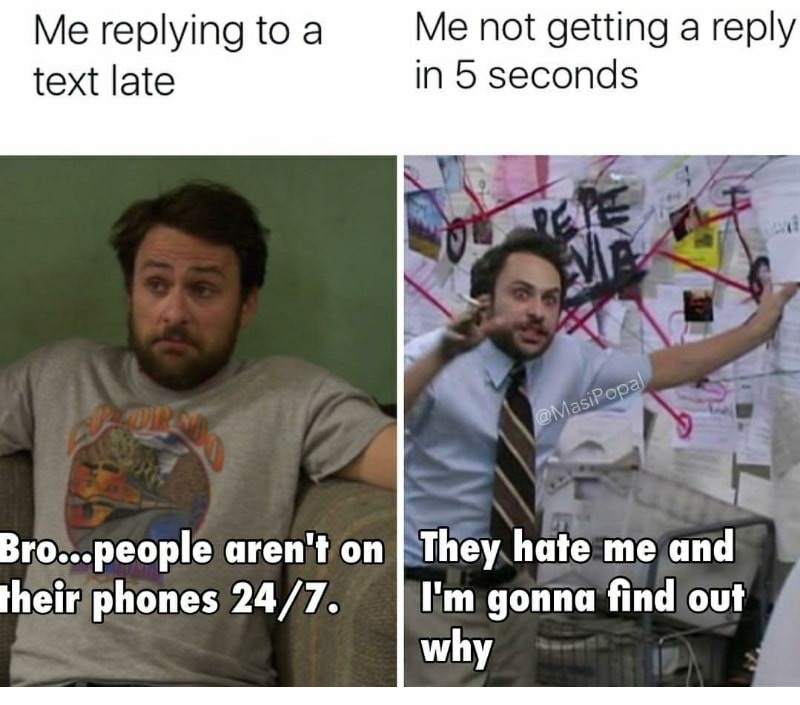 Me replying to a
text late
Me not getting a reply
in 5 seconds
PEPE
SILVIA
@MasiPopal
Bro...people aren't on
their phones 24/7.
They hate me and
I'm gonna find out
why